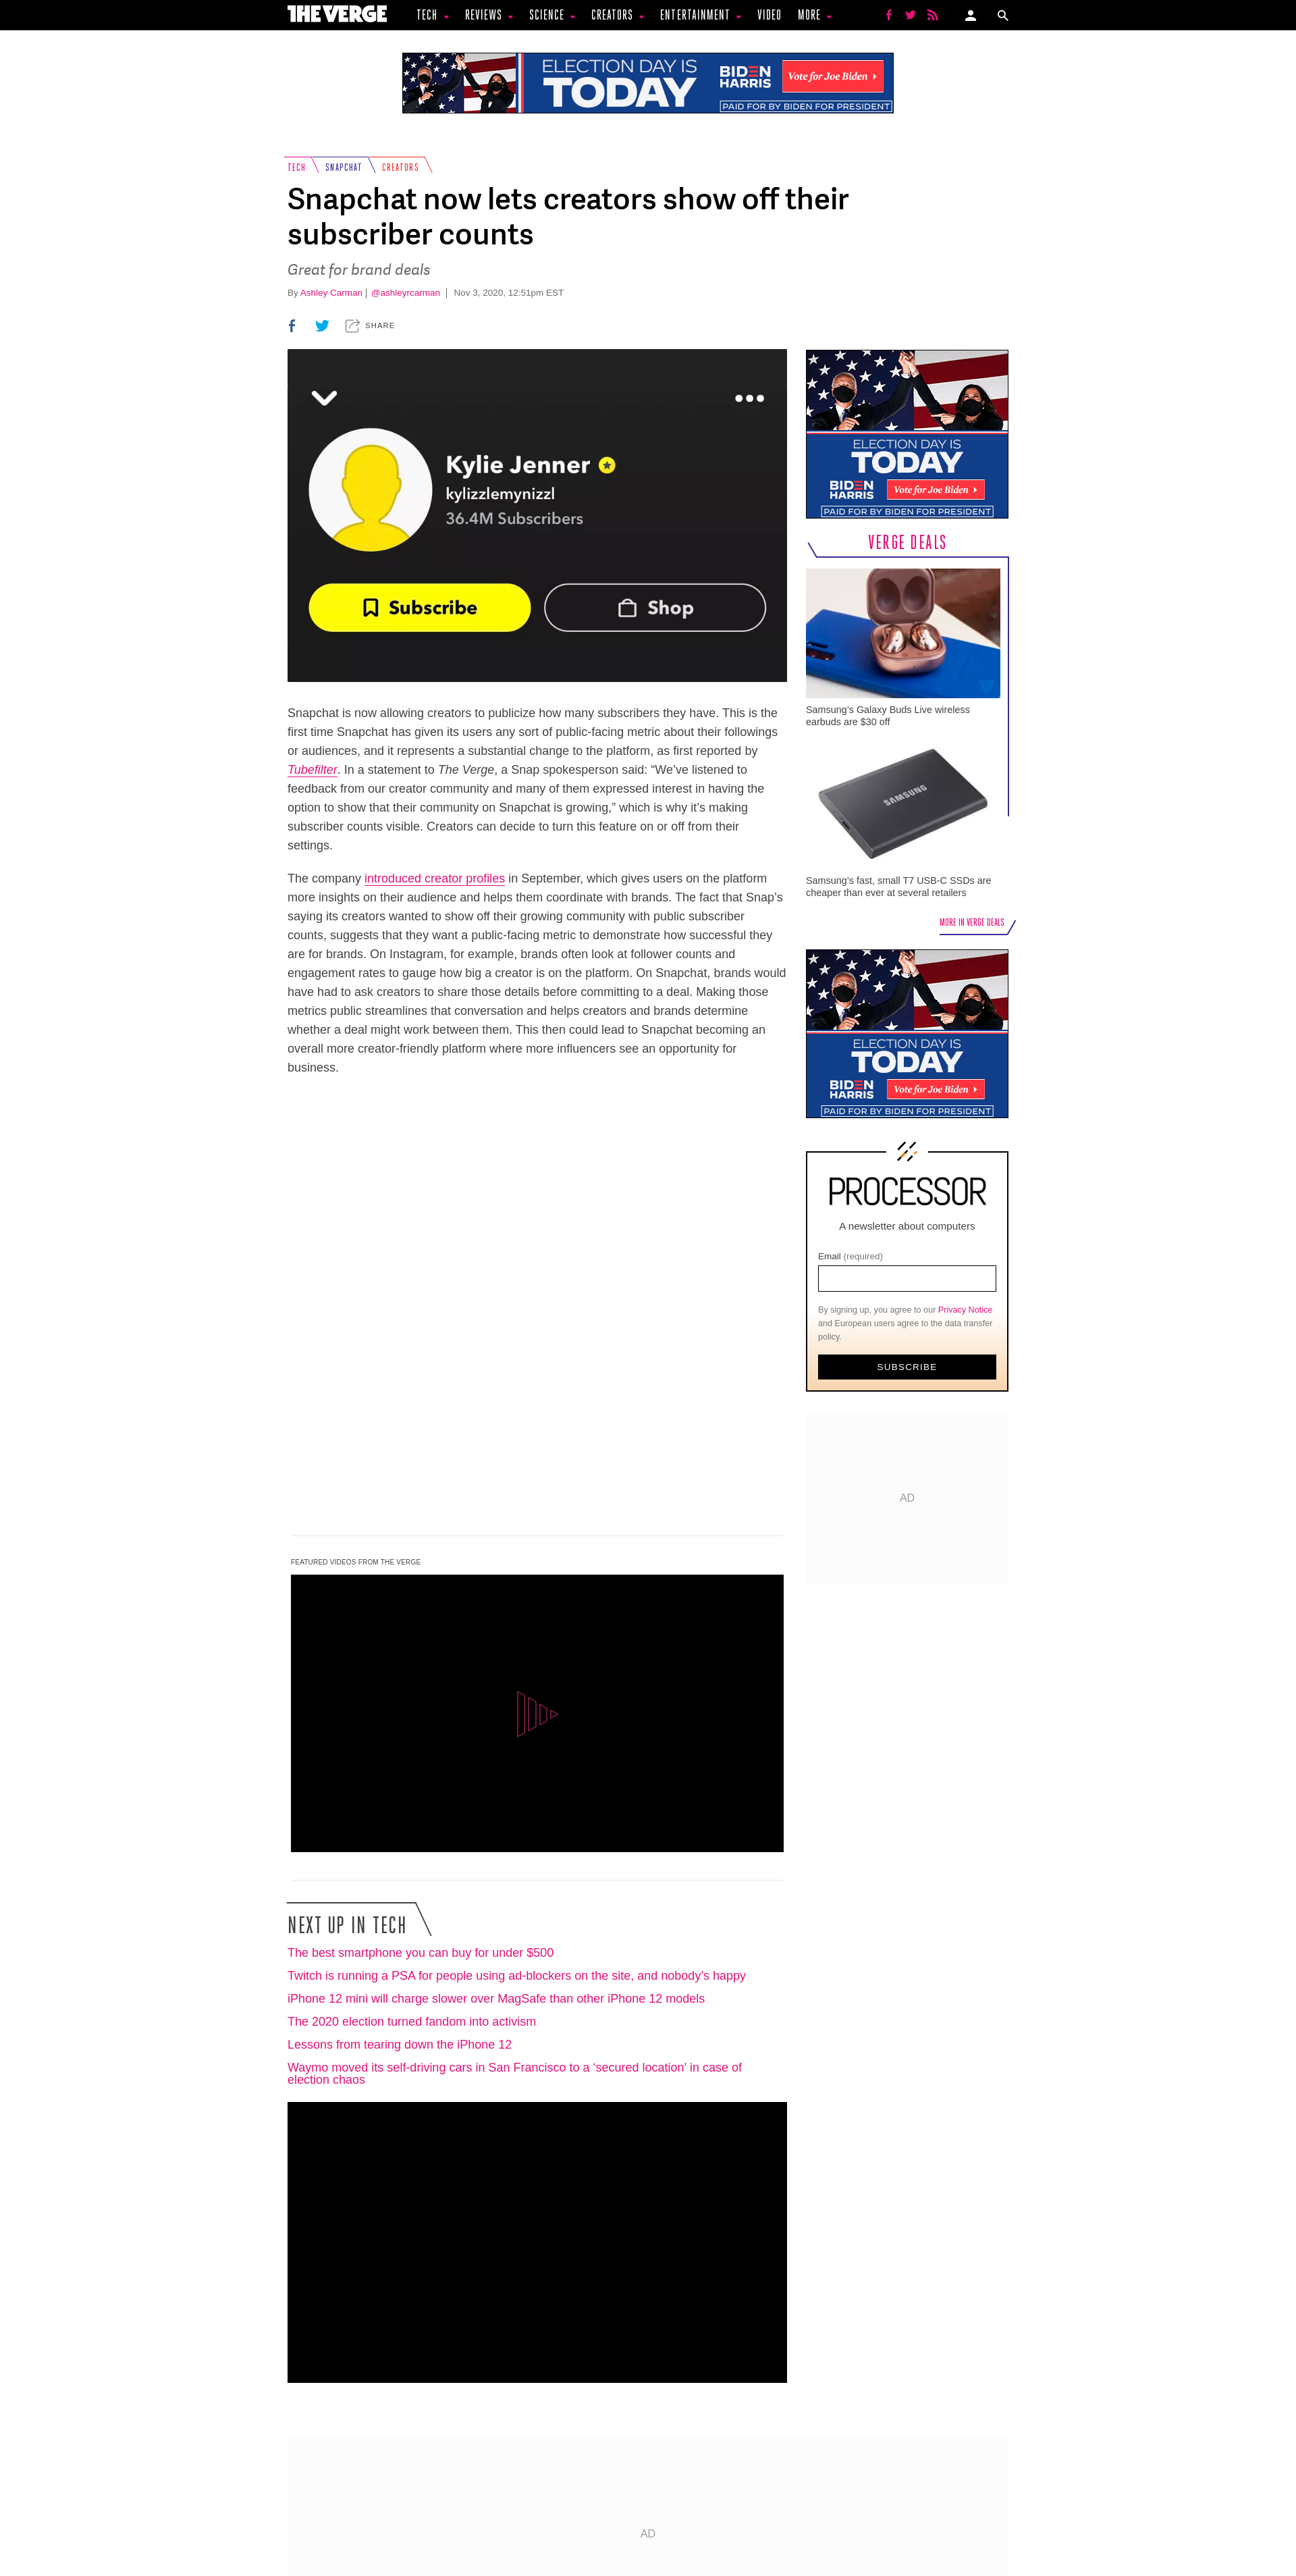 THE VERGE
TECH REVIEWS SCIENCE CREATORS ENTERTAINMENT VIDEO MORE
ELECTION DAY IS
TODAY
BIDEN
HARRIS
Vote for Joe Biden
PAID FOR BY BIDEN FOR PRESIDENT
TECH SNAPCHAT CREATORS
Snapchat now lets creators show off their
subscriber counts
Great for brand deals
By Ashley Carman | @ashleyrcarman | Nov 3, 2020, 12:51pm EST
SHARE
Kylie Jenner
kylizzlemynizzl
36.4M Subscribers
Subscribe
Shop
Snapchat is now allowing creators to publicize how many subscribers they have. This is the
first time Snapchat has given its users any sort of public-facing metric about their followings
or audiences, and it represents a substantial change to the platform, as first reported by
Tubefilter. In a statement to The Verge, a Snap spokesperson said: “We’ve listened to
feedback from our creator community and many of them expressed interest in having the
option to show that their community on Snapchat is growing,” which is why it’s making
subscriber counts visible. Creators can decide to turn this feature on or off from their
settings.
The company introduced creator profiles in September, which gives users on the platform
more insights on their audience and helps them coordinate with brands. The fact that Snap’s
saying its creators wanted to show off their growing community with public subscriber
counts, suggests that they want a public-facing metric to demonstrate how successful they
are for brands. On Instagram, for example, brands often look at follower counts and
engagement rates to gauge how big a creator is on the platform. On Snapchat, brands would
have had to ask creators to share those details before committing to a deal. Making those
metrics public streamlines that conversation and helps creators and brands determine
whether a deal might work between them. This then could lead to Snapchat becoming an
overall more creator-friendly platform where more influencers see an opportunity for
business.
ELECTION DAY IS
TODAY
BIDEN
HARRIS
Vote for Joe Biden
PAID FOR BY BIDEN FOR PRESIDENT
VERGE DEALS
Samsung’s Galaxy Buds Live wireless
earbuds are $30 off
SAMSUNG
Samsung’s fast, small T7 USB-C SSDs are
cheaper than ever at several retailers
MORE IN VERGE DEALS
ELECTION DAY IS
TODAY
BIDEN
HARRIS
Vote for Joe Biden
PAID FOR BY BIDEN FOR PRESIDENT
PROCESSOR
A newsletter about computers
Email (required)
By signing up, you agree to our Privacy Notice
and European users agree to the data transfer
policy.
SUBSCRIBE
AD
FEATURED VIDEOS FROM THE VERGE
NEXT UP IN TECH
The best smartphone you can buy for under $500
Twitch is running a PSA for people using ad-blockers on the site, and nobody’s happy
iPhone 12 mini will charge slower over MagSafe than other iPhone 12 models
The 2020 election turned fandom into activism
Lessons from tearing down the iPhone 12
Waymo moved its self-driving cars in San Francisco to a ‘secured location’ in case of
election chaos
AD